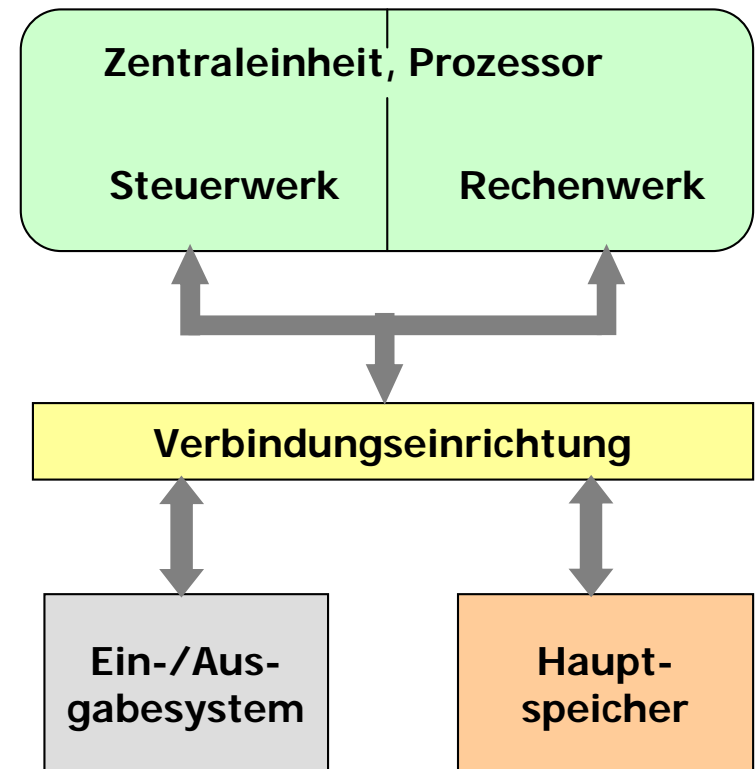 Zentraleinheit, Prozessor
Steuerwerk Rechenwerk
Verbindungseinrichtung
Ein-/Aus-
gabesystem
Haupt-
speicher